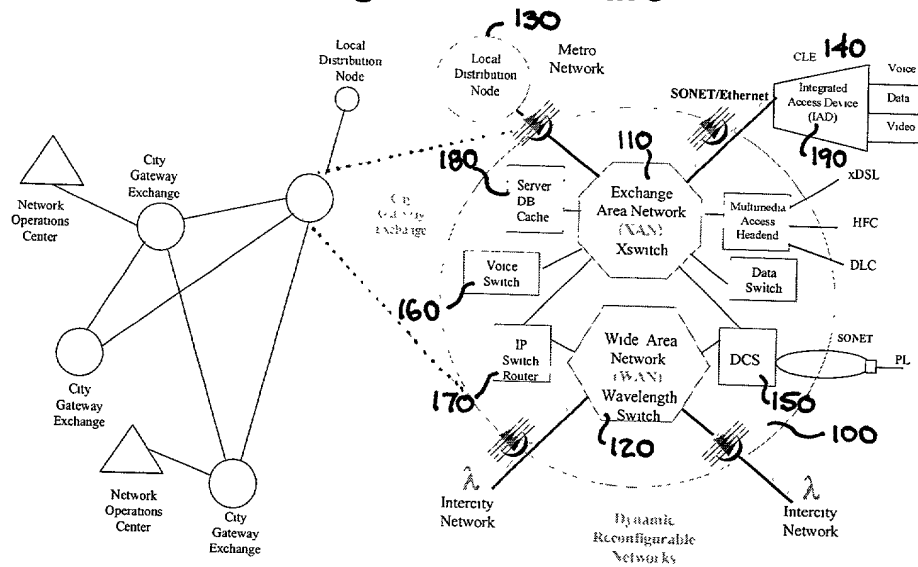 130
Local
Distribution
Node
Local
Distribution
Node
Metro
Network
CLE 140
SONET/Ethernet
Integrated
Access Device
(IAD)
190
Voice
Data
Video
110
180
Server
DB
Cache
Exchange
Area Network
(XAN)
Xswitch
Multimedia
Access
Headend
xDSL
HFC
DLC
City
Gateway
Exchange
Network
Operations
Center
City
Gateway
Exchange
Voice
Switch
160
Data
Switch
IP
Switch
Router
170
Wide Area
Network
(WAN)
Wavelength
Switch
120
DCS
150
SONET
PL
100
City
Gateway
Exchange
Network
Operations
Center
City
Gateway
Exchange
λ
Intercity
Network
λ
Intercity
Network
Dynamic
Reconfigurable
Networks